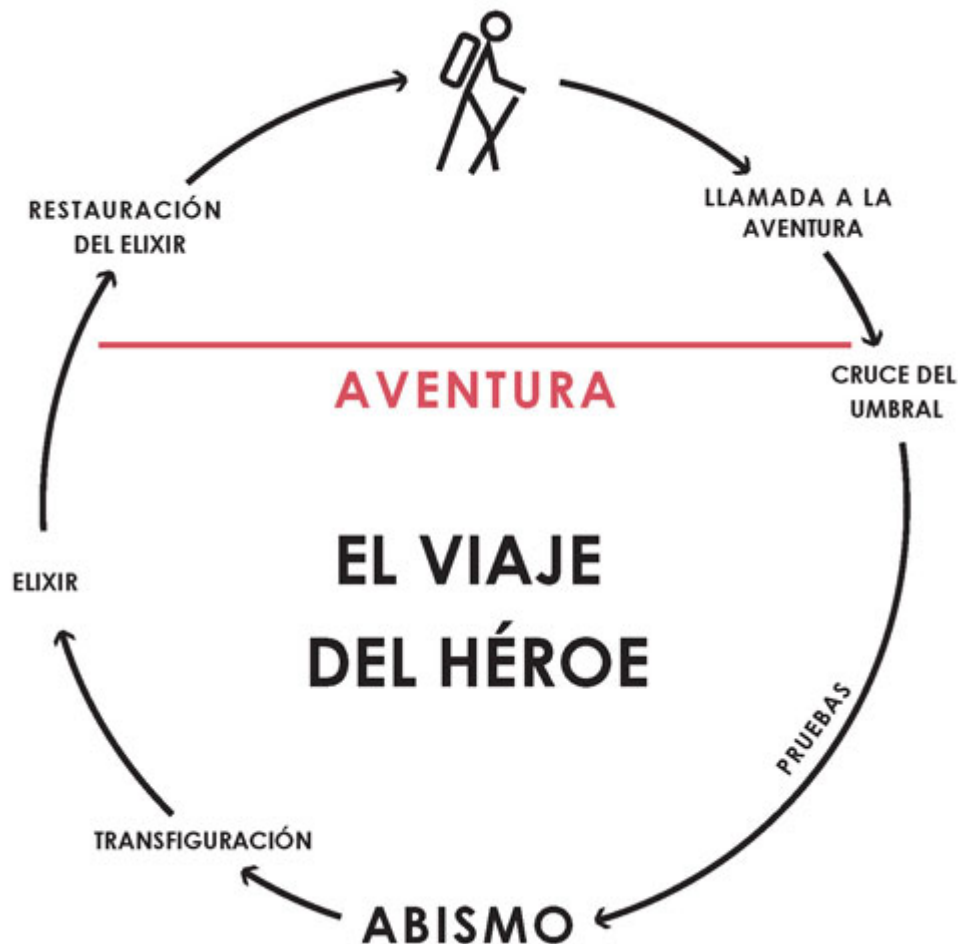 LLAMADA A LA
AVENTURA
CRUCE DEL
UMBRAL
PRUEBAS
ABISMO
TRANSFIGURACIÓN
ELIXIR
RESTAURACIÓN
DEL ELIXIR
AVENTURA
EL VIAJE
DEL HÉROE